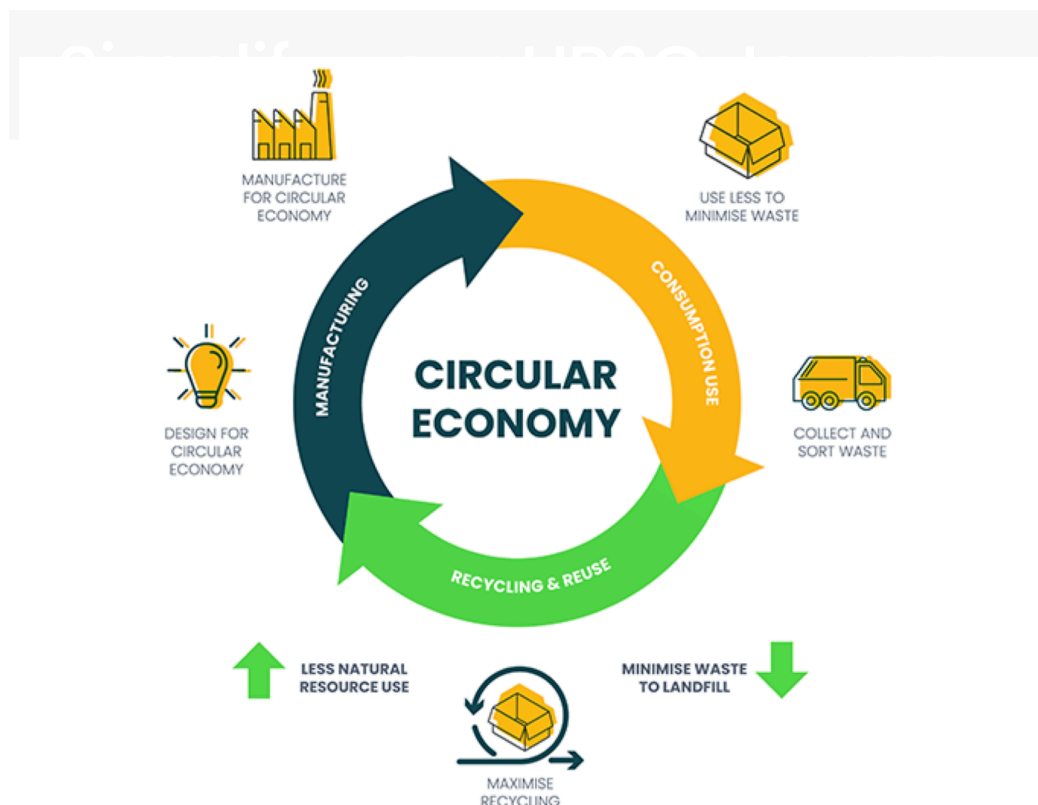 MANUFACTURE
FOR CIRCULAR
ECONOMY
USE LESS TO
MINIMISE WASTE
MANUFACTURING
CONSUMPTION USE
CIRCULAR
ECONOMY
DESIGN FOR
CIRCULAR
ECONOMY
COLLECT AND
SORT WASTE
RECYCLING & REUSE
LESS NATURAL
RESOURCE USE
MINIMISE WASTE
TO LANDFILL
MAXIMISE
RECYCLING